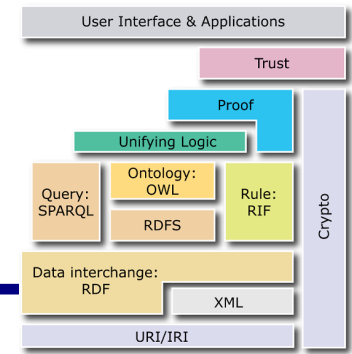 User Interface & Applications
Trust
Proof
Unifying Logic
Query:
SPARQL
Ontology:
OWL
RDFS
Rule:
RIF
Crypto
Data interchange:
RDF
XML
URI/IRI